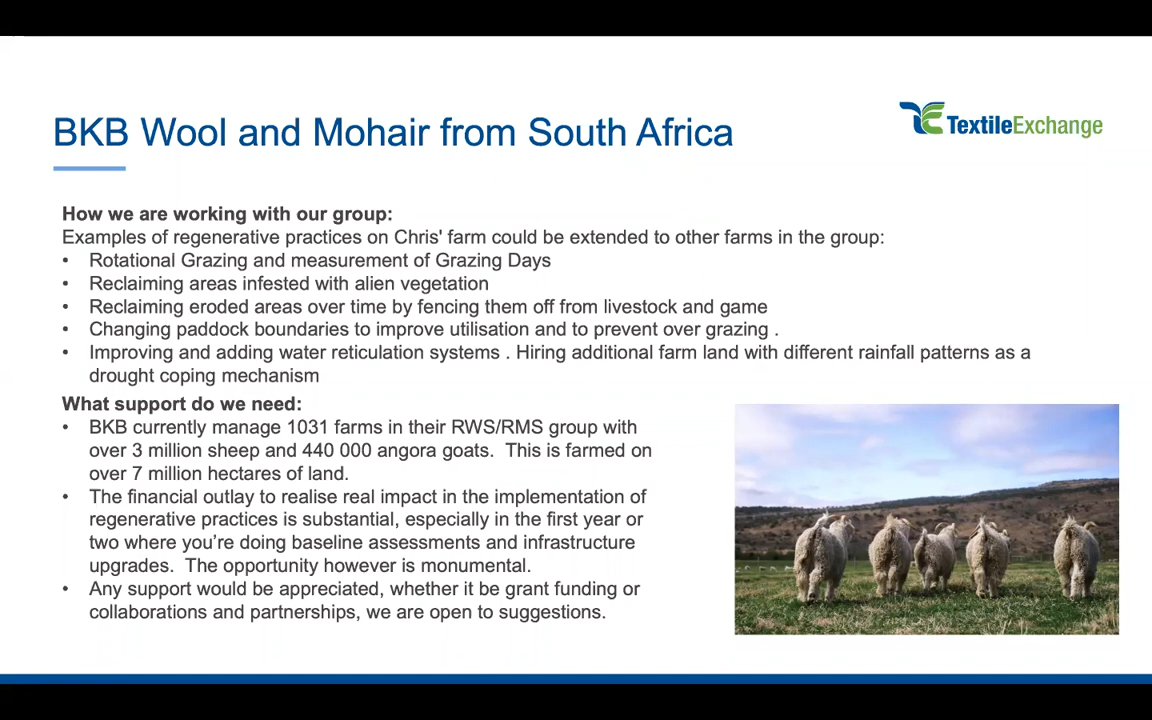 BKB Wool and Mohair from South Africa
TextileExchange
How we are working with our group:
Examples of regenerative practices on Chris' farm could be extended to other farms in the group:
• Rotational Grazing and measurement of Grazing Days
• Reclaiming areas infested with alien vegetation
• Reclaiming eroded areas over time by fencing them off from livestock and game
• Changing paddock boundaries to improve utilisation and to prevent over grazing .
• Improving and adding water reticulation systems . Hiring additional farm land with different rainfall patterns as a
drought coping mechanism
What support do we need:
• BKB currently manage 1031 farms in their RWS/RMS group with
over 3 million sheep and 440 000 angora goats.  This is farmed on
over 7 million hectares of land.
• The financial outlay to realise real impact in the implementation of
regenerative practices is substantial, especially in the first year or
two where you’re doing baseline assessments and infrastructure
upgrades.  The opportunity however is monumental.
• Any support would be appreciated, whether it be grant funding or
collaborations and partnerships, we are open to suggestions.